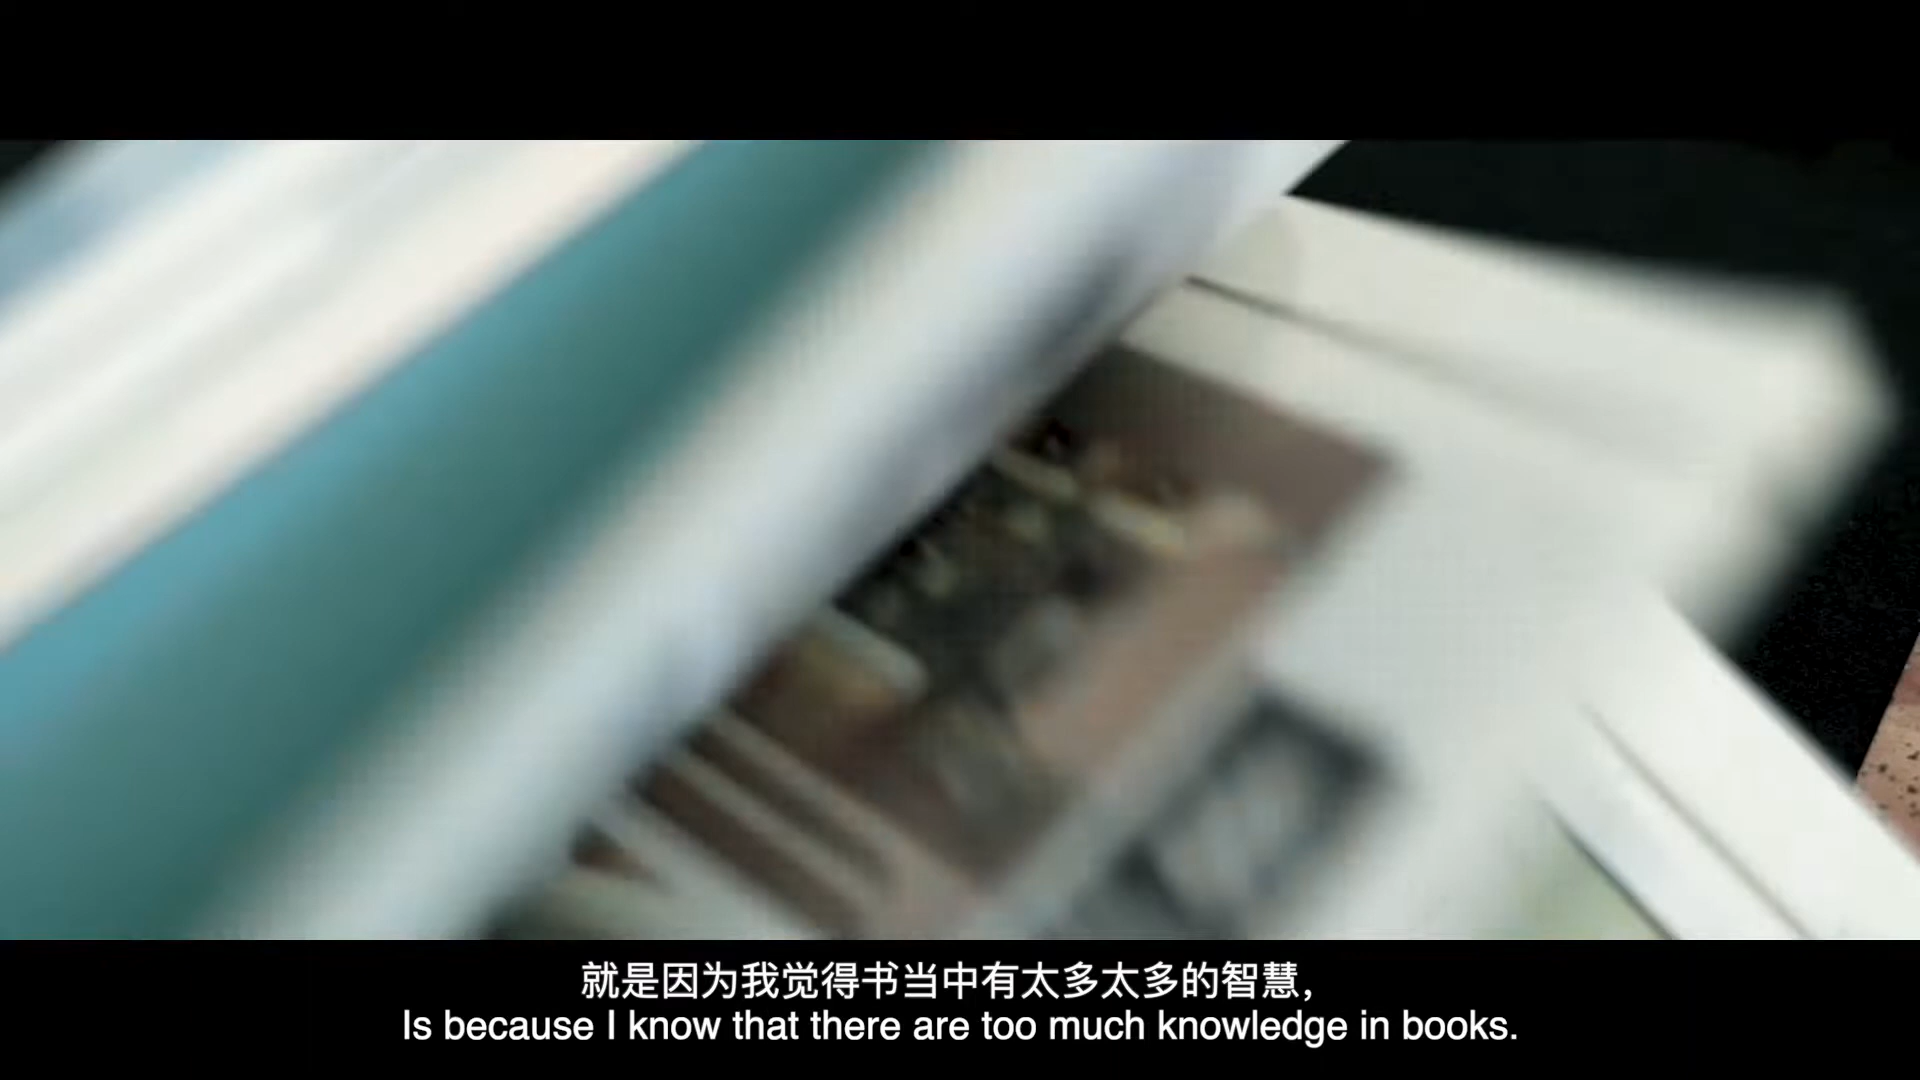 就是因为我觉得书当中有太多太多的智慧，
Is because I know that there are too much knowledge in books.